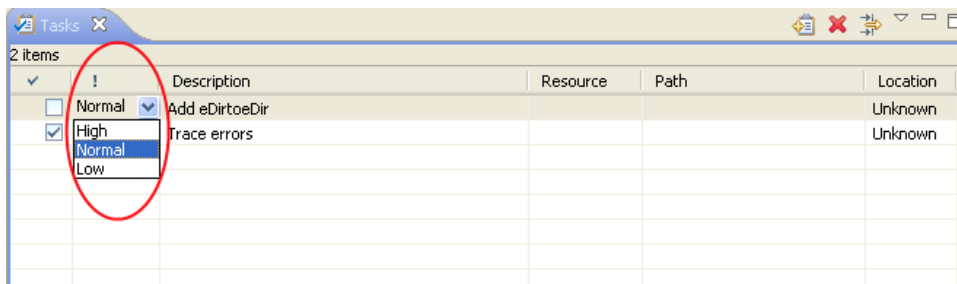 Tasks
2 items
! Description Resource Path Location
Normal Add eDirtoeDir Unknown
High Trace errors Unknown
Normal
Low